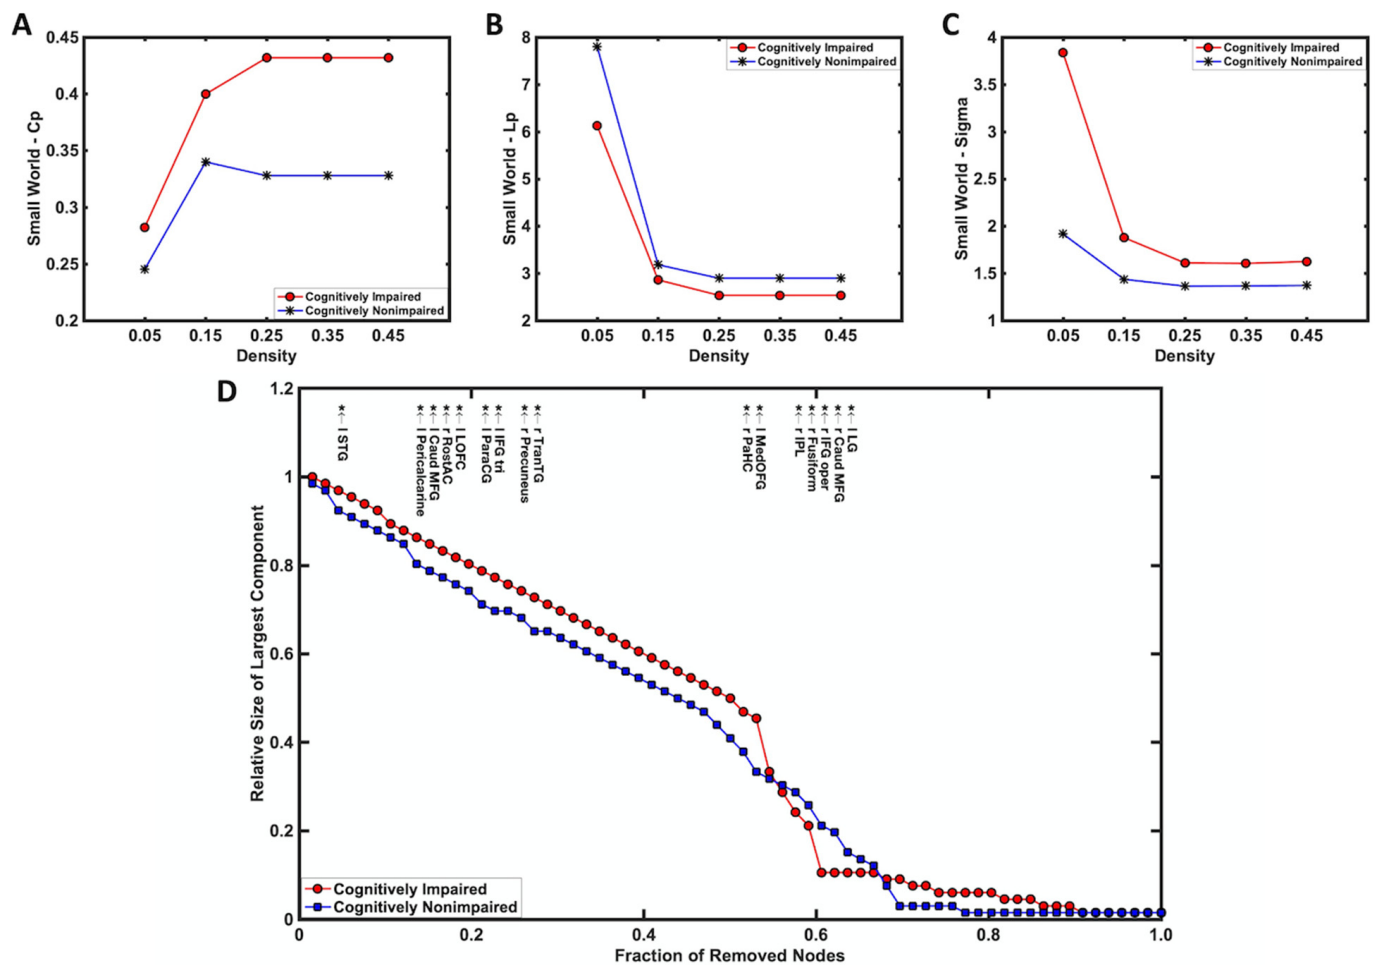 A
0.45
0.4
0.35
0.3
0.25
0.2
Small World - Cp
0.05 0.15 0.25 0.35 0.45
Density
Cognitively Impaired
Cognitively Nonimpaired
B
8
7
6
5
4
3
2
Small World - Lp
0.05 0.15 0.25 0.35 0.45
Density
Cognitively Impaired
Cognitively Nonimpaired
C
4
3.5
3
2.5
2
1.5
1
Small World - Sigma
0.05 0.15 0.25 0.35 0.45
Density
Cognitively Impaired
Cognitively Nonimpaired
D
1.2
1
0.8
0.6
0.4
0.2
0
Relative Size of Largest Component
*← l STG
*← l Pericalcarine
*← l Caud MFG
*← r RostAC
*← l LOFC
*← l ParaCG
*← l IFG tri
*← r Precuneus
*← r TranTG
*← r PaHC
*← l MedOFG
*← r IPL
*← r Fusiform
*← r IFG oper
*← r Caud MFG
*← l LG
Cognitively Impaired
Cognitively Nonimpaired
0 0.2 0.4 0.6 0.8 1.0
Fraction of Removed Nodes